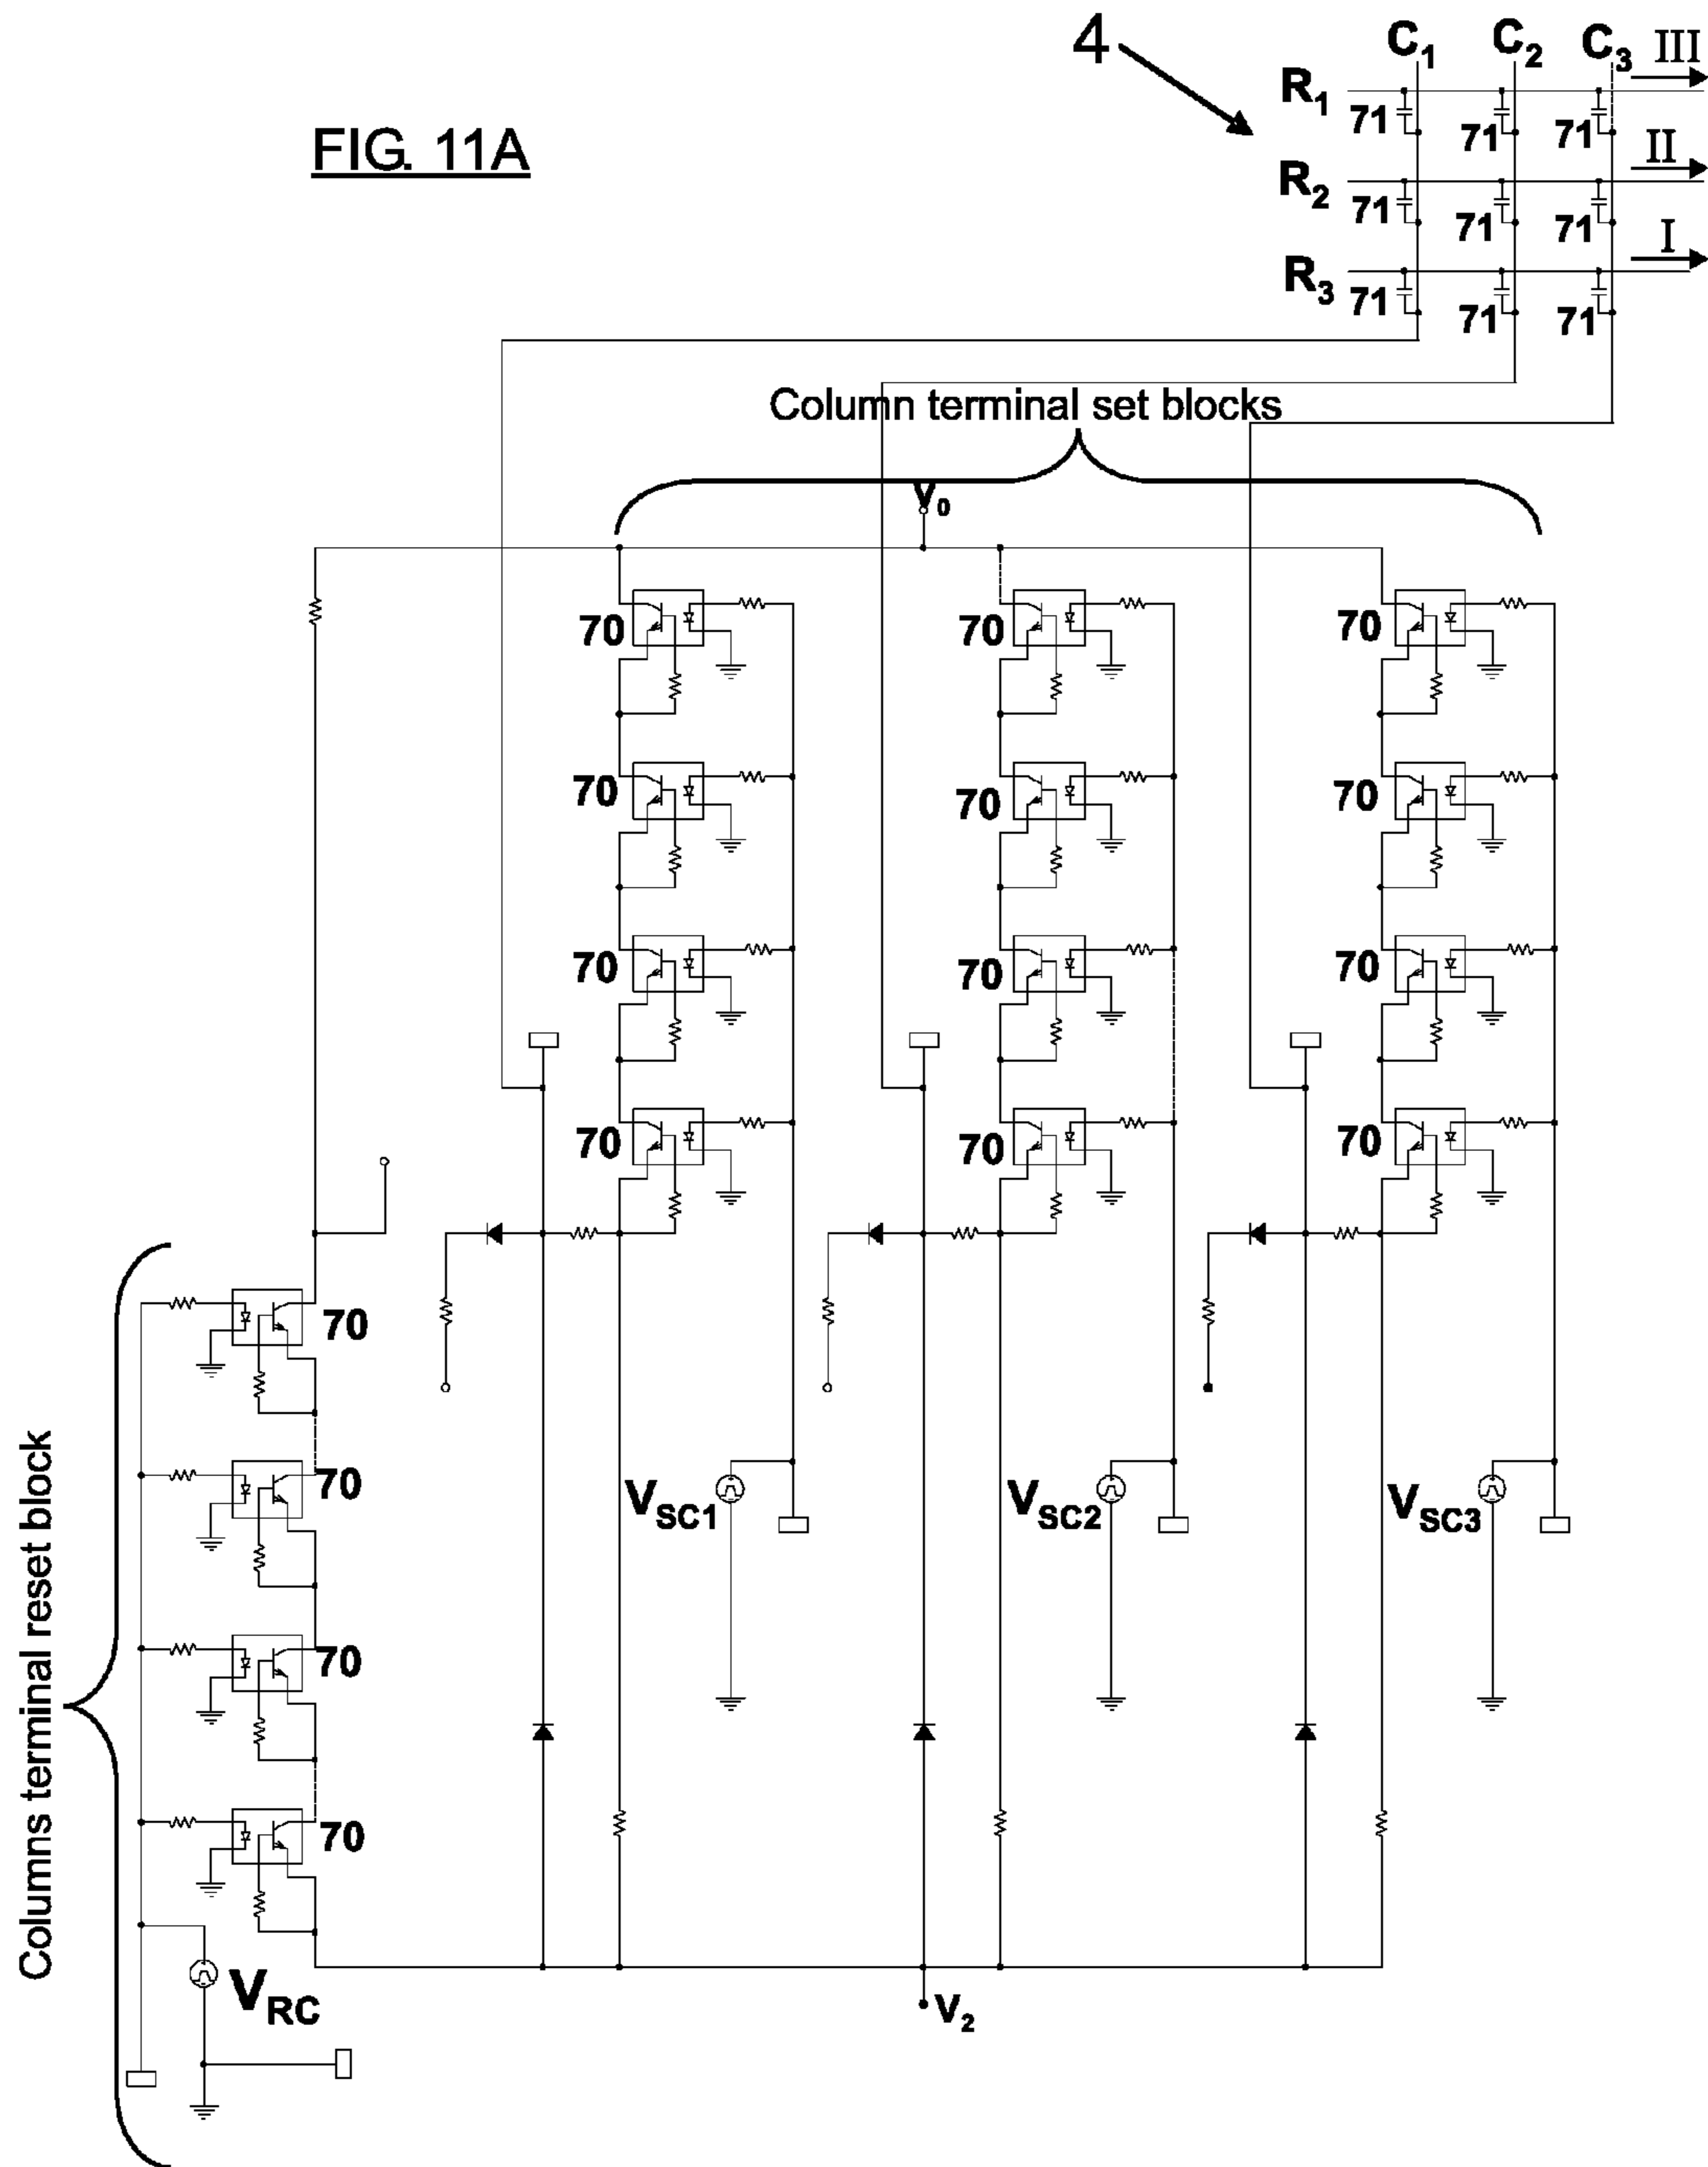 FIG. 11A
4
C1 C2 C3 III
R1 71 71 71
II
R2 71 71 71
I
R3 71 71 71
Column terminal set blocks
V0
70 70 70
70 70 70
70 70 70
70 70 70
Columns terminal reset block
70
70
70
70
VSC1 VSC2 VSC3
VRC
V2